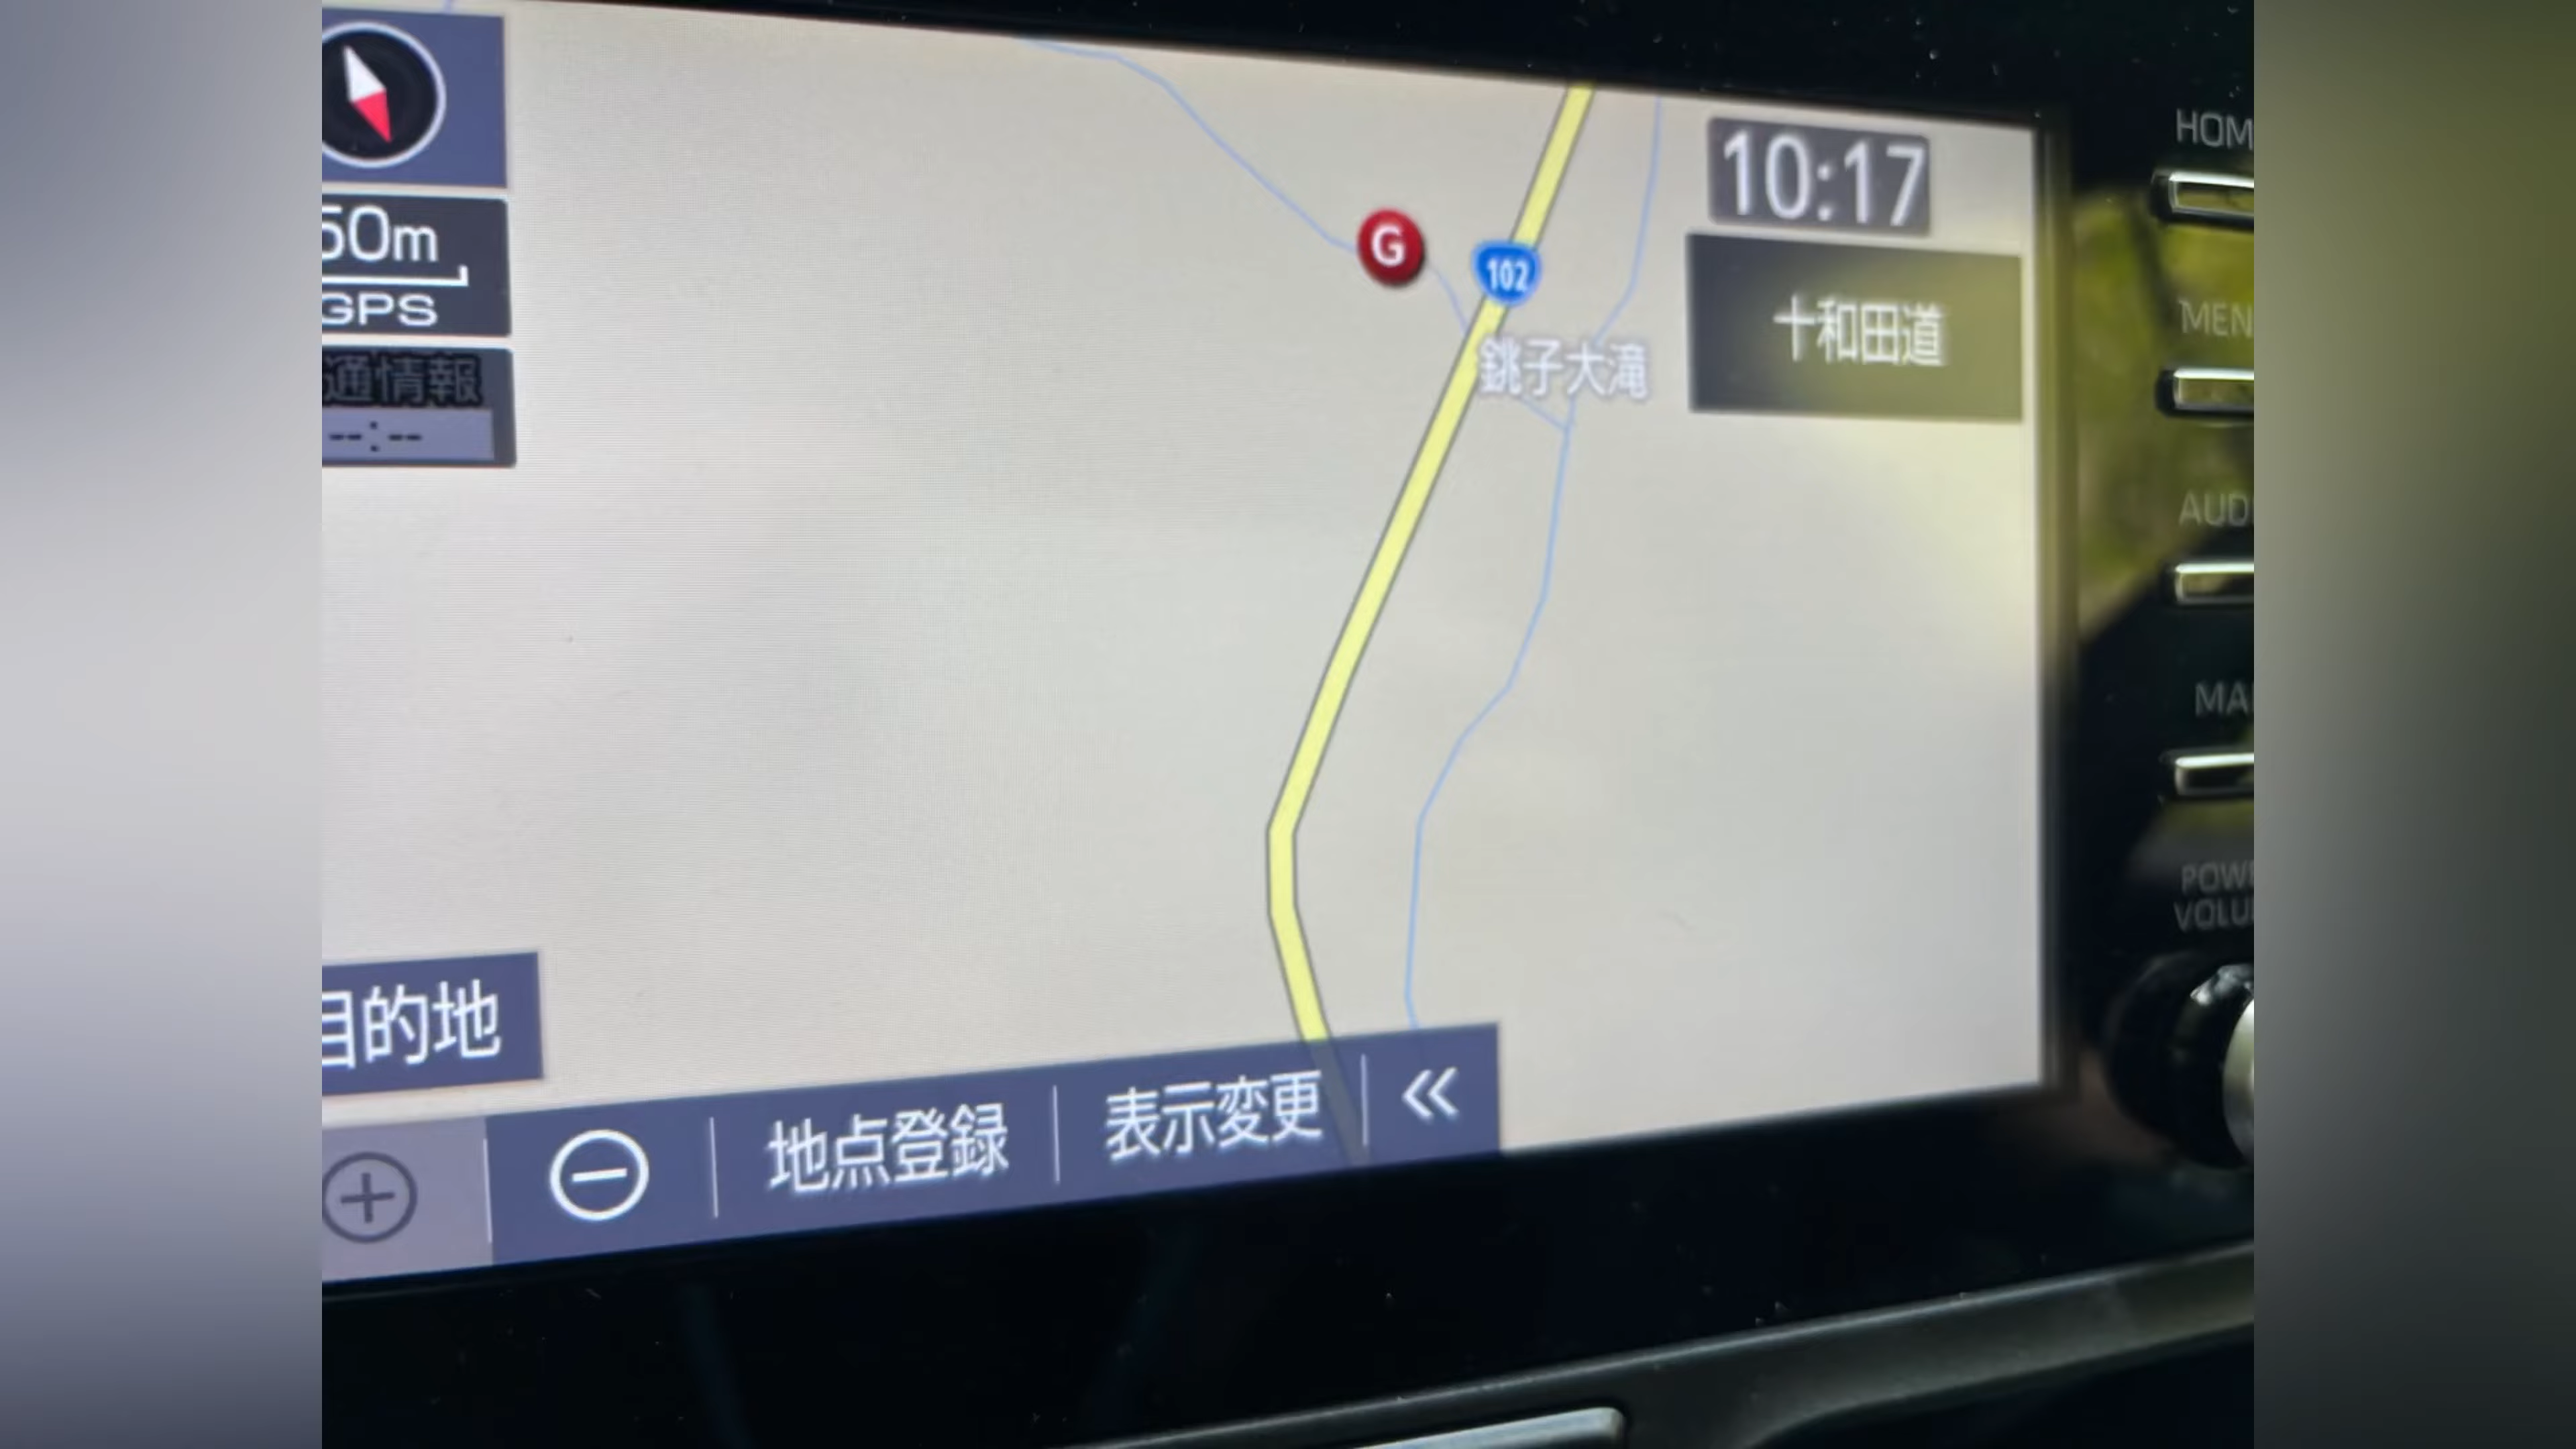 10:17
HOM
50m
GPS
G
102
十和田道
MEN
銚子大滝
通情報
--:--
AUD
MA
POW
VOLU
目的地
地点登録
表示変更